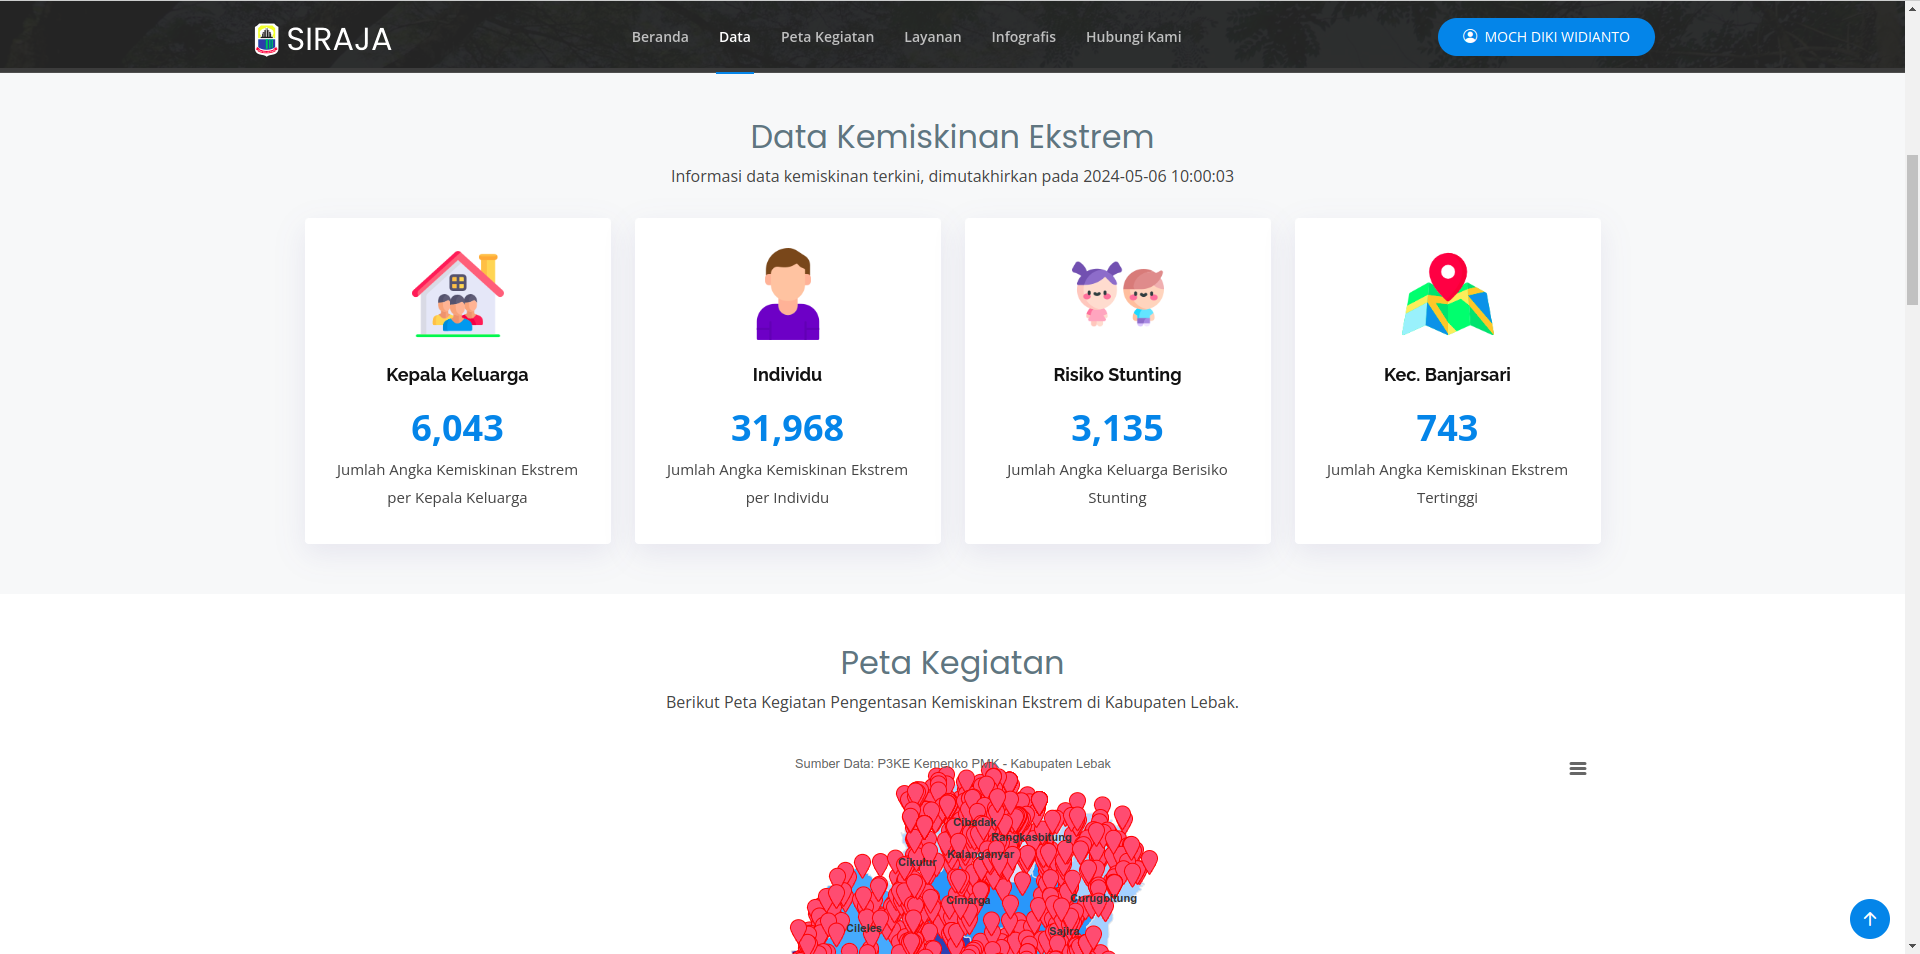 SIRAJA
Beranda
Data
Peta Kegiatan
Layanan
Infografis
Hubungi Kami
MOCH DIKI WIDIANTO
Data Kemiskinan Ekstrem
Informasi data kemiskinan terkini, dimutakhirkan pada 2024-05-06 10:00:03
Kepala Keluarga
6,043
Jumlah Angka Kemiskinan Ekstrem
per Kepala Keluarga
Individu
31,968
Jumlah Angka Kemiskinan Ekstrem
per Individu
Risiko Stunting
3,135
Jumlah Angka Keluarga Berisiko
Stunting
Kec. Banjarsari
743
Jumlah Angka Kemiskinan Ekstrem
Tertinggi
Peta Kegiatan
Berikut Peta Kegiatan Pengentasan Kemiskinan Ekstrem di Kabupaten Lebak.
Sumber Data: P3KE Kemenko PMK - Kabupaten Lebak
Cibadak
Rangkasbitung
Kalanganyar
Cikulur
Cimarga
Curugbitung
Cileles
Sajira